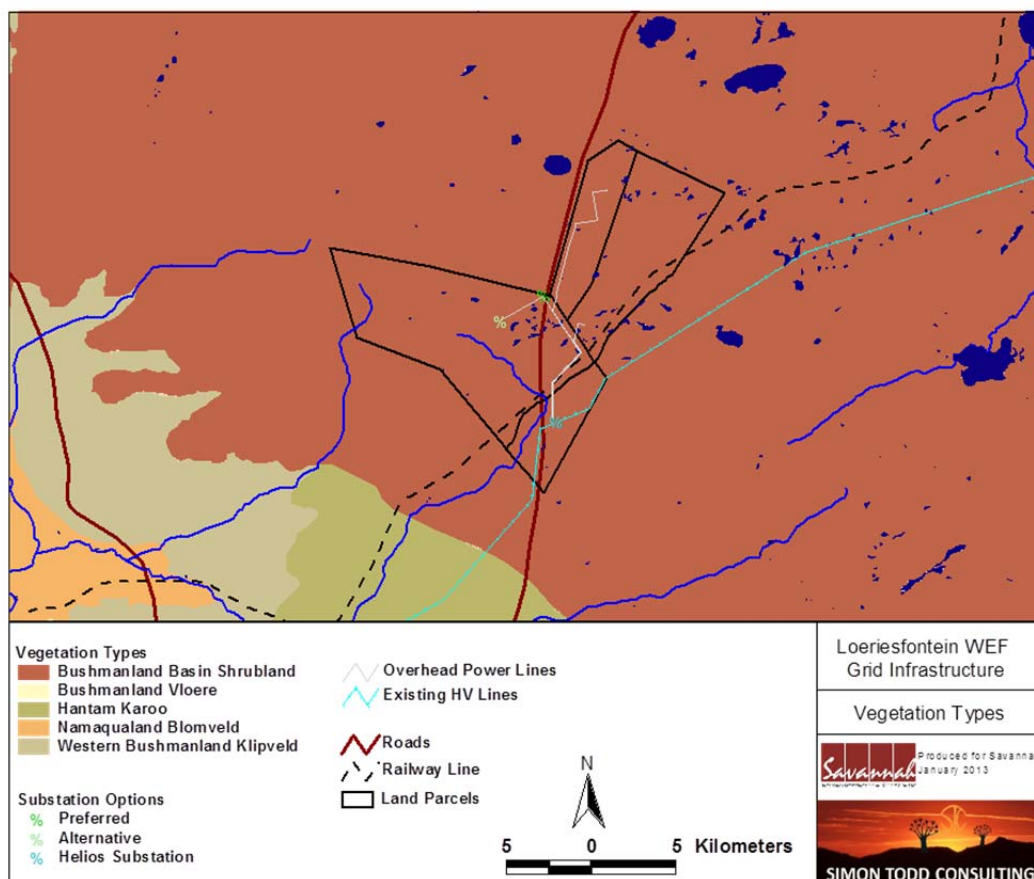 Vegetation Types
Bushmanland Basin Shrubland
Bushmanland Vloere
Hantam Karoo
Namaqualand Blomveld
Western Bushmanland Klipveld
Substation Options
% Preferred
% Alternative
% Helios Substation
Overhead Power Lines
Existing HV Lines
Roads
Railway Line
Land Parcels
N
5 0 5 Kilometers
Loeriesfontein WEF
Grid Infrastructure
Vegetation Types
Savannah
Produced for Savanna
January 2013
SIMON TODD CONSULTING